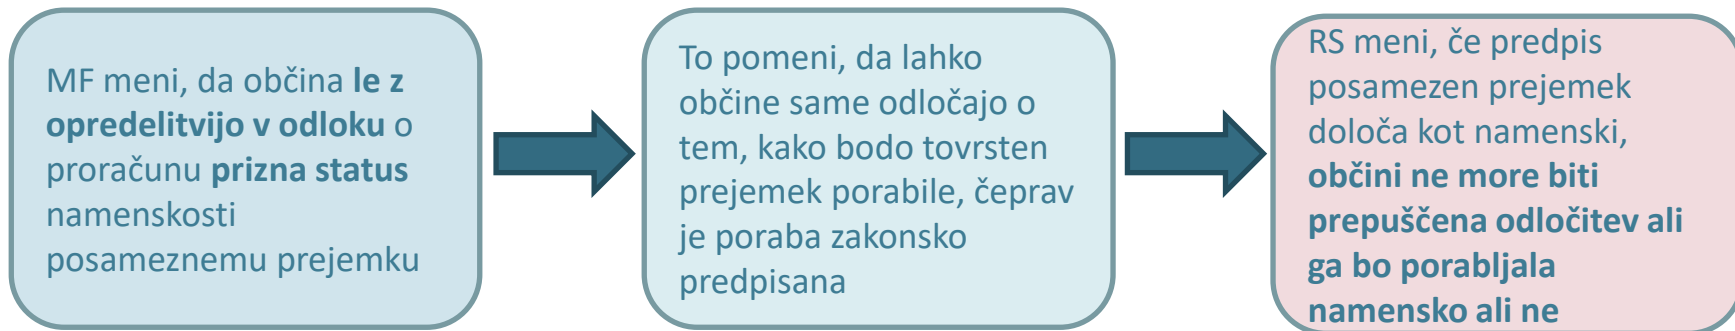 MF meni, da občina le z
opredelitvijo v odloku o
proračunu prizna status
namenskosti
posameznemu prejemku
To pomeni, da lahko
občine same odločajo o
tem, kako bodo tovrsten
prejemek porabile, čeprav
je poraba zakonsko
predpisana
RS meni, če predpis
posamezen prejemek
določa kot namenski,
občini ne more biti
prepuščena odločitev ali
ga bo porabljala
namensko ali ne